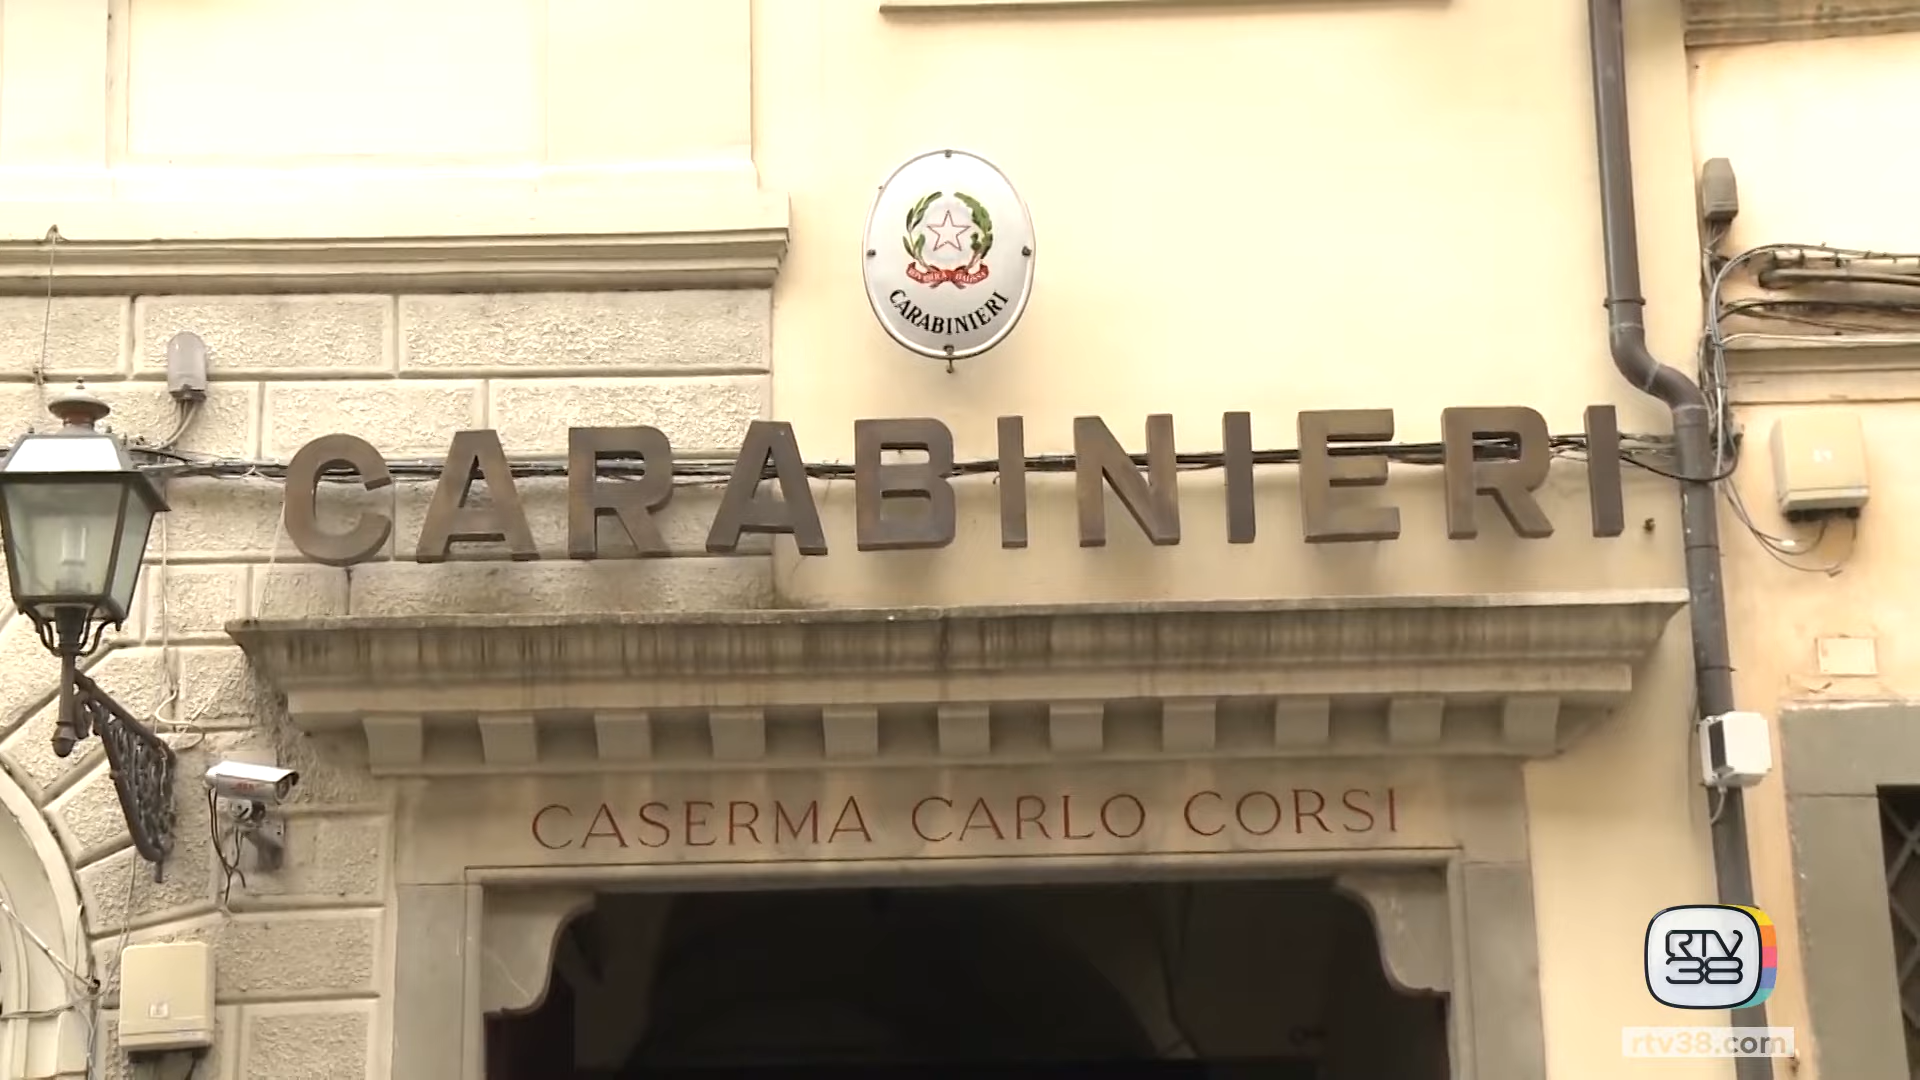 CARABINIERI
CARABINIERI
CASERMA CARLO CORSI
RTV
38
rtv38.com